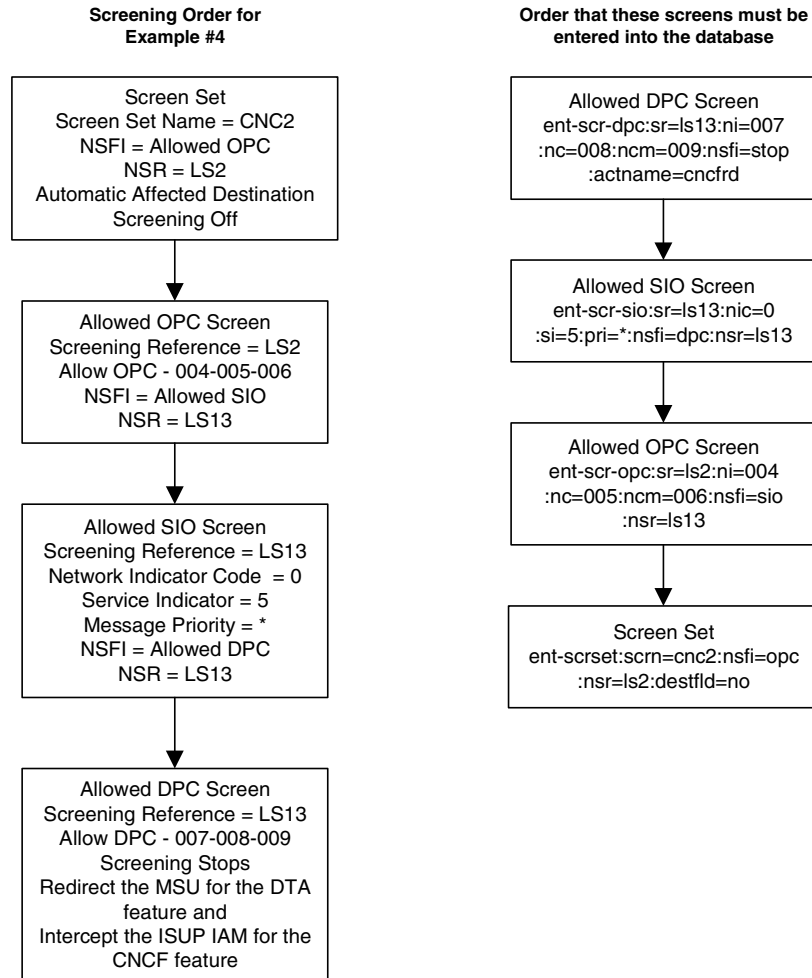 Screening Order for
Example #4
Screen Set
Screen Set Name = CNC2
NSFI = Allowed OPC
NSR = LS2
Automatic Affected Destination
Screening Off
Allowed OPC Screen
Screening Reference = LS2
Allow OPC - 004-005-006
NSFI = Allowed SIO
NSR = LS13
Allowed SIO Screen
Screening Reference = LS13
Network Indicator Code = 0
Service Indicator = 5
Message Priority = *
NSFI = Allowed DPC
NSR = LS13
Allowed DPC Screen
Screening Reference = LS13
Allow DPC - 007-008-009
Screening Stops
Redirect the MSU for the DTA
feature and
Intercept the ISUP IAM for the
CNCF feature
Order that these screens must be
entered into the database
Allowed DPC Screen
ent-scr-dpc:sr=ls13:ni=007
:nc=008:ncm=009:nsfi=stop
:actname=cncfrd
Allowed SIO Screen
ent-scr-sio:sr=ls13:nic=0
:si=5:pri=*:nsfi=dpc:nsr=ls13
Allowed OPC Screen
ent-scr-opc:sr=ls2:ni=004
:nc=005:ncm=006:nsfi=sio
:nsr=ls13
Screen Set
ent-scrset:scrn=cnc2:nsfi=opc
:nsr=ls2:destfld=no